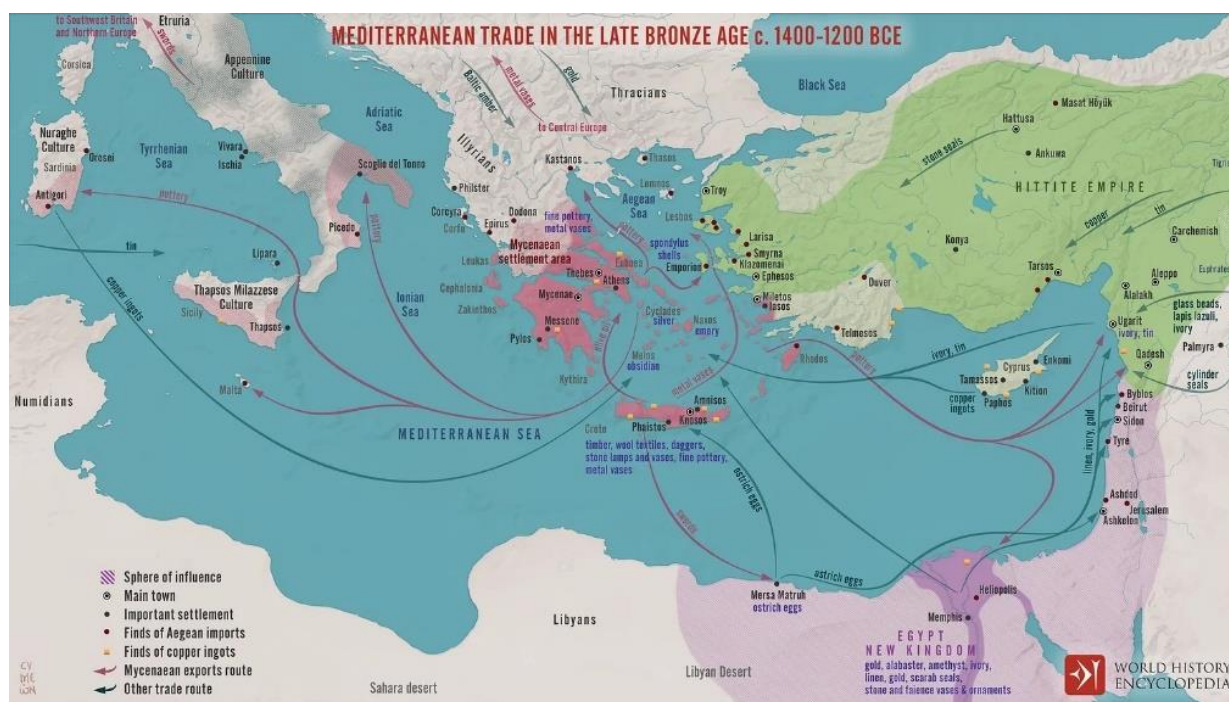 MEDITERRANEAN TRADE IN THE LATE BRONZE AGE c. 1400-1200 BCE
to Southwest Britain
and Northern Europe
Etruria
swords
Corsica
Appennine
Culture
Adriatic
Sea
Baltic amber
metal vases
gold
to Central Europe
Thracians
Black Sea
Masat Höyük
Hattusa
Ankuwa
stone seals
HITTITE EMPIRE
Nuraghe
Culture
Orosei
Sardinia
Antigori
Tyrrhenian
Sea
Vivara
Ischia
Scoglio del Tonno
Illyrians
Kastanos
Thasos
Lemnos
Aegean
Sea
Troy
Philster
Corcyra
Corfu
Epirus
Dodona
fine pottery,
metal vases
Lesbos
copper
tin
Carchemish
Euphrates
pottery
pottery
pottery
Picedo
Mycenaean
settlement area
spondylus
shells
Larisa
Smyrna
Klazomenai
Ephesos
Emporios
Konya
Tarsos
Aleppo
Alalakh
tin
Lipara
Leukas
Cephalonia
Zakinthos
Thebes
Euboea
Athens
Mycenae
Miletos
Iasos
Duver
glass beads,
lapis lazuli,
ivory
copper ingots
Thapsos Milazzese
Culture
Sicily
Thapsos
Ionian
Sea
Messene
Pylos
olive oil
Cyclades
silver
Naxos
emery
Telmesos
Ugarit
ivory, tin
Palmyra
Melos
obsidian
Rhodes
pottery
ivory, tin
Enkomi
Cyprus
Tamassos
Kition
Paphos
copper
ingots
Qadesh
cylinder
seals
Kythira
metal vases
Malta
Numidians
MEDITERRANEAN SEA
Amnisos
Knosos
Phaistos
Crete
timber, wool textiles, daggers,
stone lamps and vases, fine pottery,
metal vases
Byblos
Beirut
Sidon
Tyre
linen, ivory, gold
swords
ostrich eggs
Ashdod
Jerusalem
Ashkelon
ostrich eggs
Mersa Matruh
ostrich eggs
Heliopolis
Memphis
Libyans
EGYPT
NEW KINGDOM
gold, alabaster, amethyst, ivory,
linen, gold, scarab seals,
stone and faience vases & ornaments
Libyan Desert
Sahara desert
Sphere of influence
Main town
Important settlement
Finds of Aegean imports
Finds of copper ingots
Mycenaean exports route
Other trade route
WORLD HISTORY
ENCYCLOPEDIA